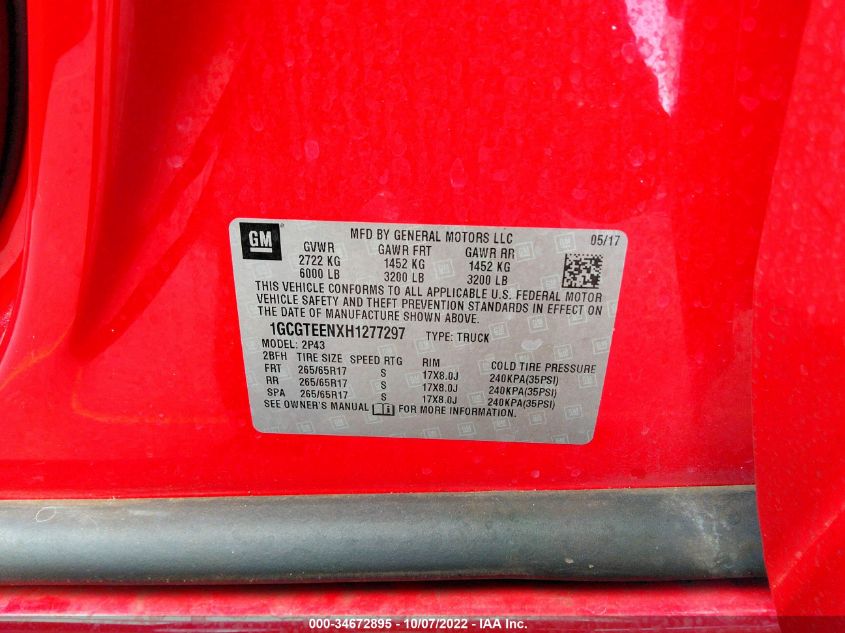 GM
MFD BY GENERAL MOTORS LLC 05/17
GVWR GAWR FRT GAWR RR
2722 KG 1452 KG 1452 KG
6000 LB 3200 LB 3200 LB
THIS VEHICLE CONFORMS TO ALL APPLICABLE U.S. FEDERAL MOTOR
VEHICLE SAFETY AND THEFT PREVENTION STANDARDS IN EFFECT ON
THE DATE OF MANUFACTURE SHOWN ABOVE.
1GCGTEENXH1277297 TYPE: TRUCK
MODEL: 2P43
2BFH TIRE SIZE SPEED RTG RIM COLD TIRE PRESSURE
FRT 265/65R17 S 17X8.0J 240KPA(35PSI)
RR 265/65R17 S 17X8.0J 240KPA(35PSI)
SPA 265/65R17 S 17X8.0J 240KPA(35PSI)
SEE OWNER'S MANUAL FOR MORE INFORMATION.
000-34672895 - 10/07/2022 - IAA Inc.